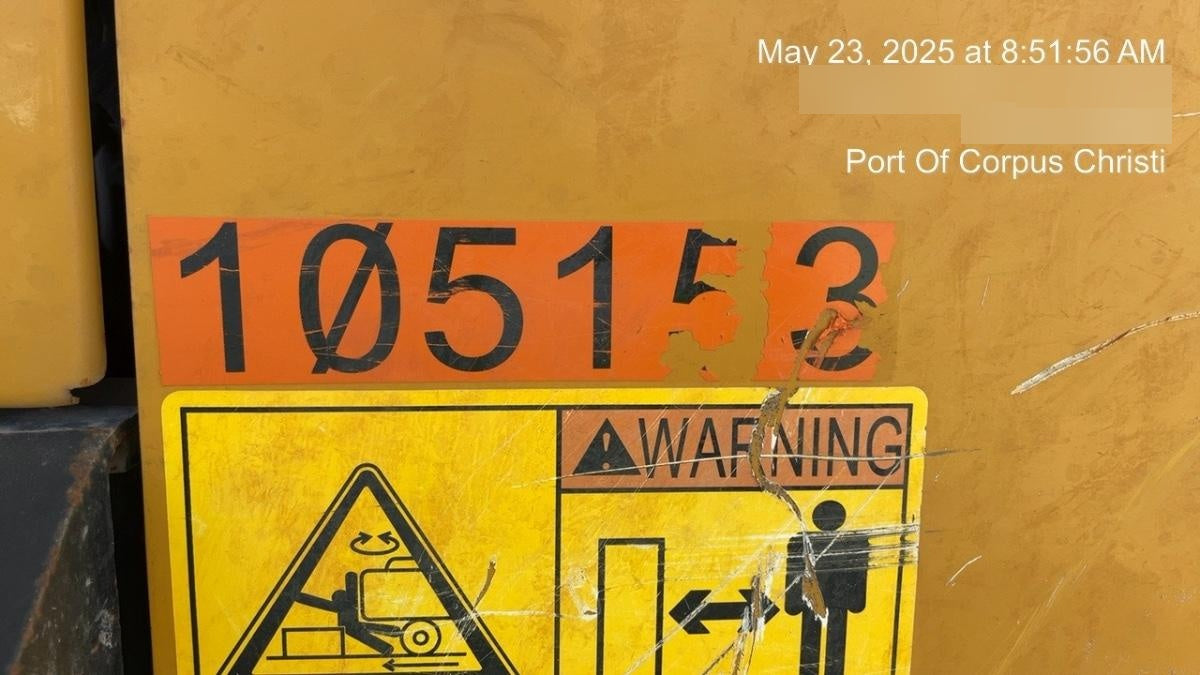 May 23, 2025 at 8:51:56 AM
Port Of Corpus Christi
1Ø5153
WARNING